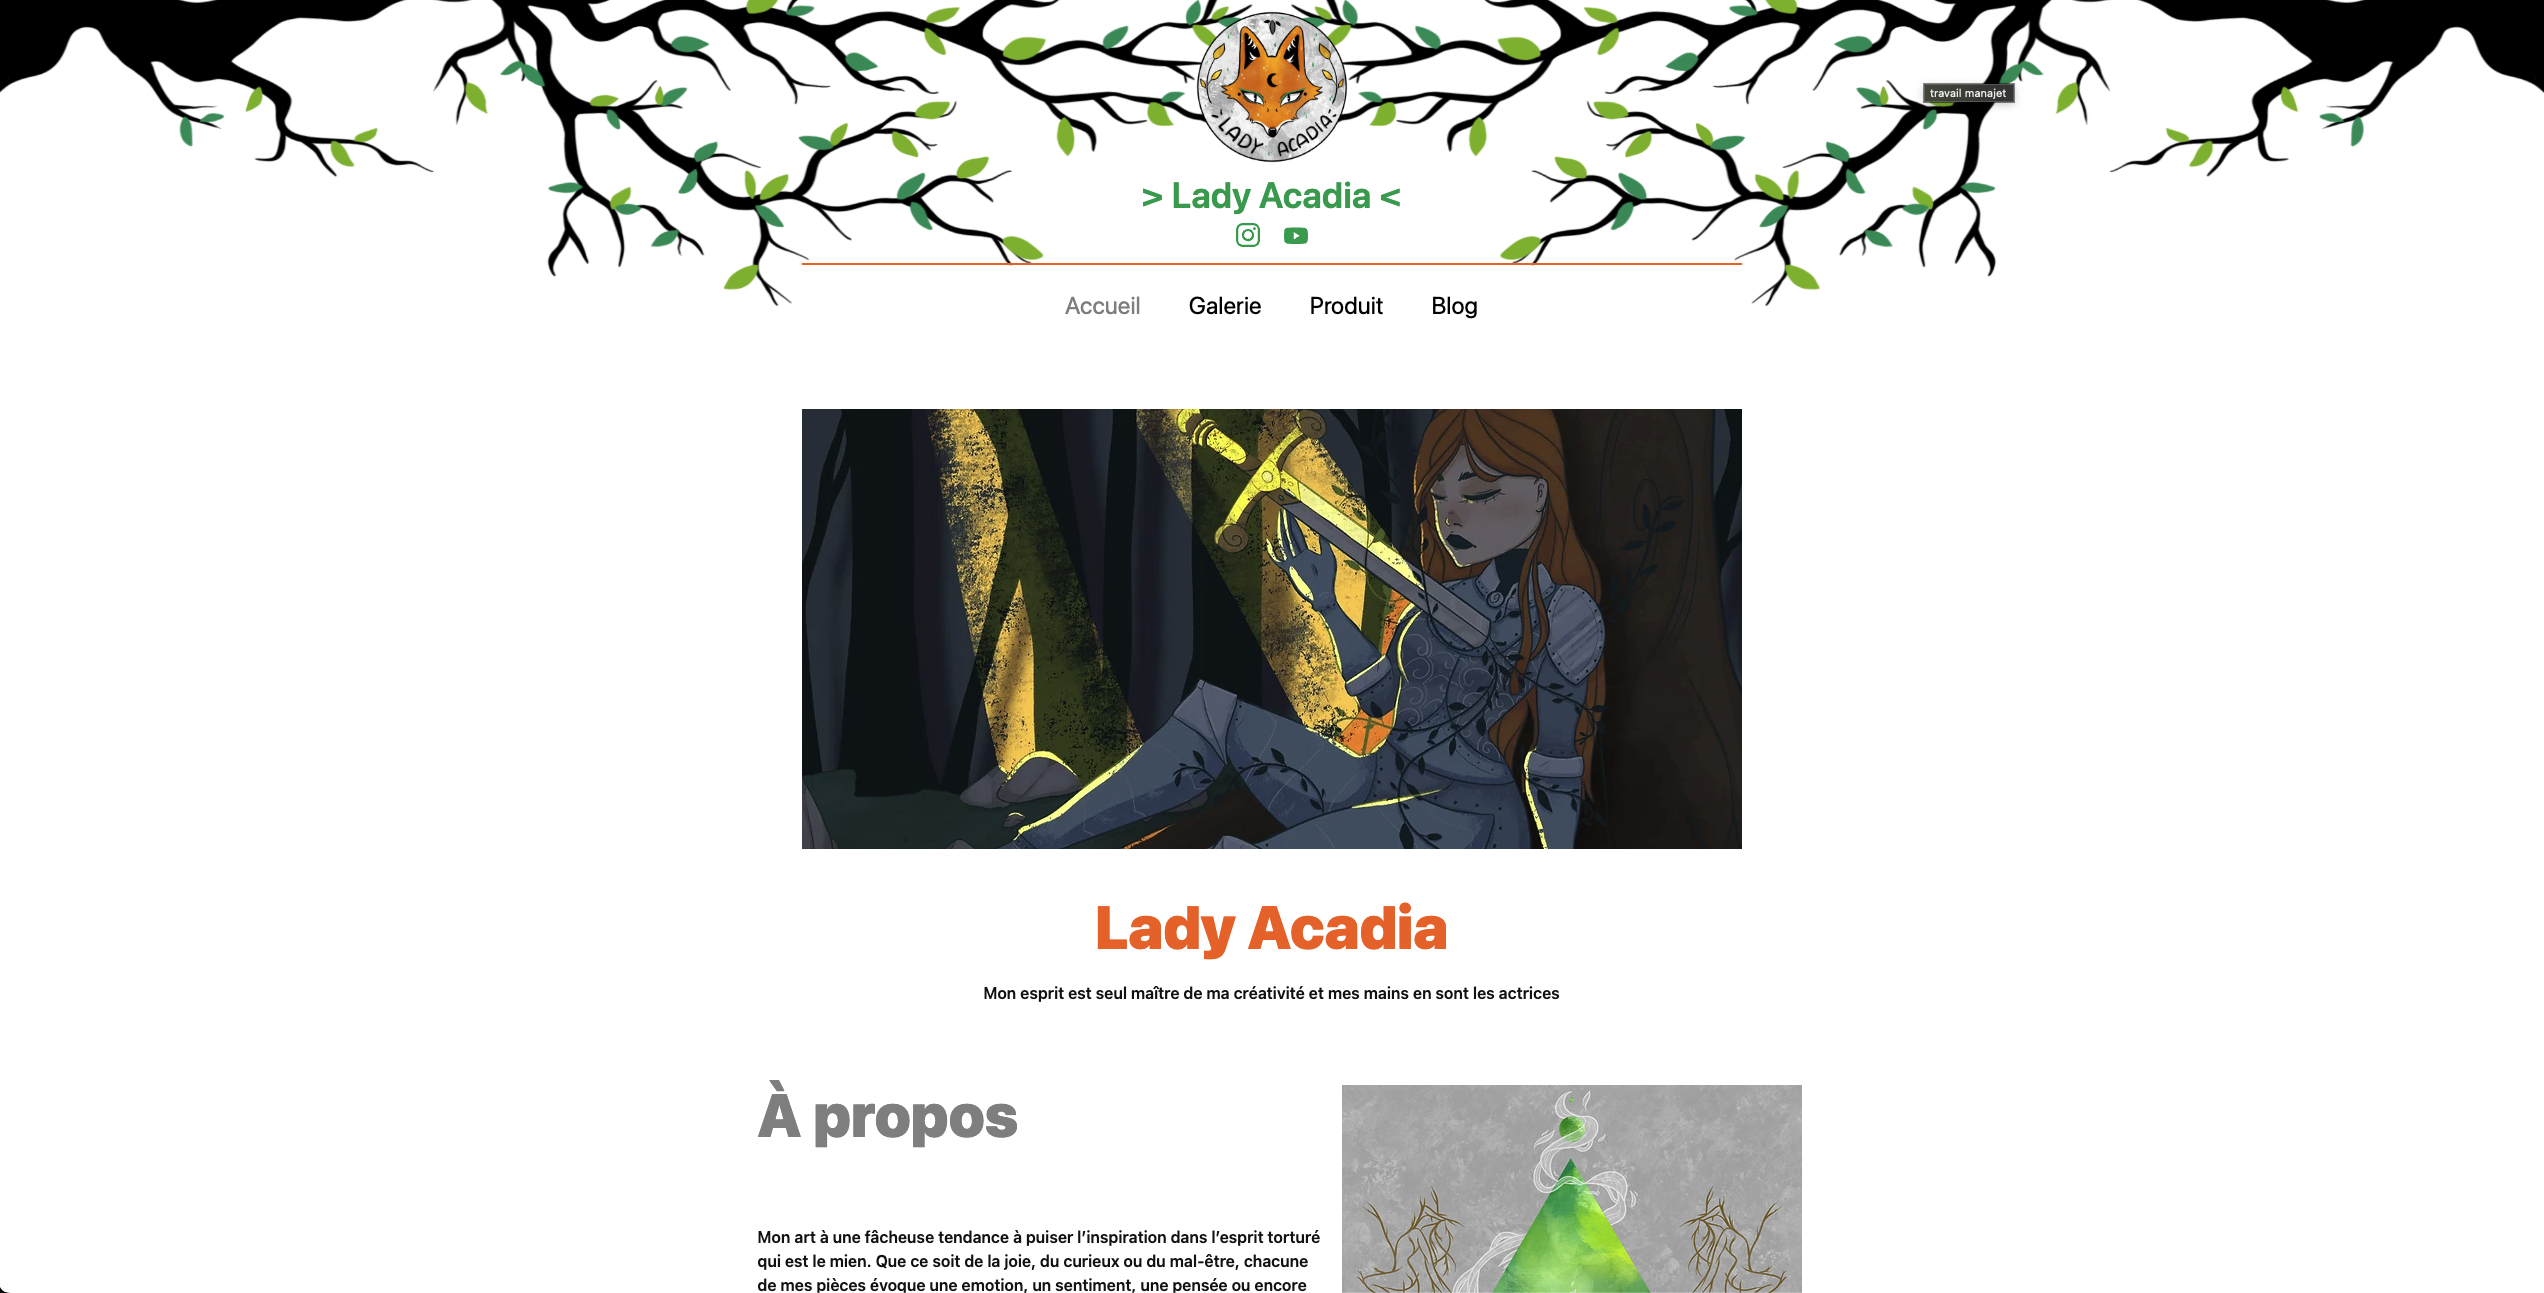 LADY ACADIA
travail manajet
> Lady Acadia <
Accueil Galerie Produit Blog
Lady Acadia
Mon esprit est seul maître de ma créativité et mes mains en sont les actrices
À propos
Mon art à une fâcheuse tendance à puiser l'inspiration dans l'esprit torturé
qui est le mien. Que ce soit de la joie, du curieux ou du mal-être, chacune
de mes pièces évoque une emotion, un sentiment, une pensée ou encore